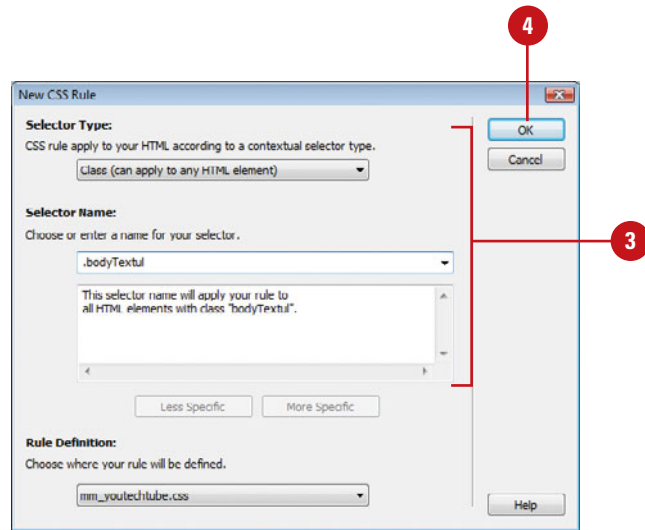 4
New CSS Rule
Selector Type:
CSS rule apply to your HTML according to a contextual selector type.
Class (can apply to any HTML element)
OK
Cancel
Selector Name:
Choose or enter a name for your selector.
3
.bodyTextul
This selector name will apply your rule to
all HTML elements with class "bodyTextul".
Less Specific
More Specific
Rule Definition:
Choose where your rule will be defined.
mm_youtechtube.css
Help